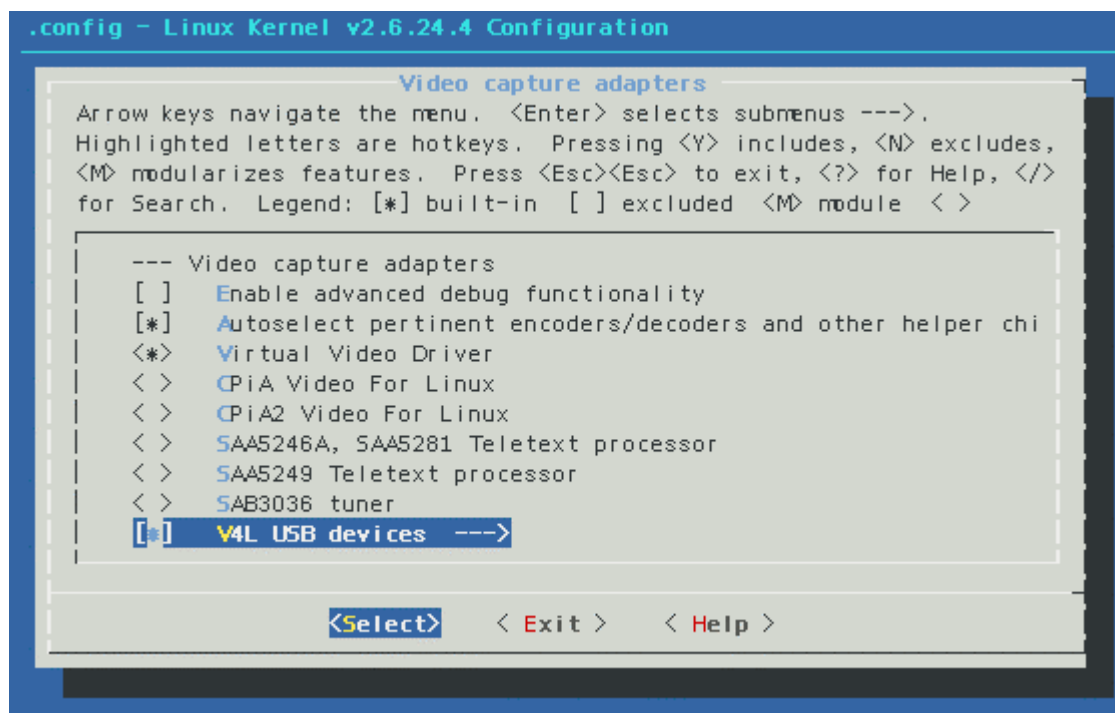 .config - Linux Kernel v2.6.24.4 Configuration
Video capture adapters
Arrow keys navigate the menu.  <Enter> selects submenus --->.
Highlighted letters are hotkeys.  Pressing <Y> includes, <N> excludes,
<M> modularizes features.  Press <Esc><Esc> to exit, <?> for Help, </>
for Search.  Legend: [*] built-in  [ ] excluded  <M> module  < >
--- Video capture adapters
[ ]   Enable advanced debug functionality
[*]   Autoselect pertinent encoders/decoders and other helper chi
<*>   Virtual Video Driver
< >   CPiA Video For Linux
< >   CPiA2 Video For Linux
< >   SAA5246A, SAA5281 Teletext processor
< >   SAA5249 Teletext processor
< >   SAB3036 tuner
[*]   V4L USB devices  --->
<Select>    < Exit >    < Help >